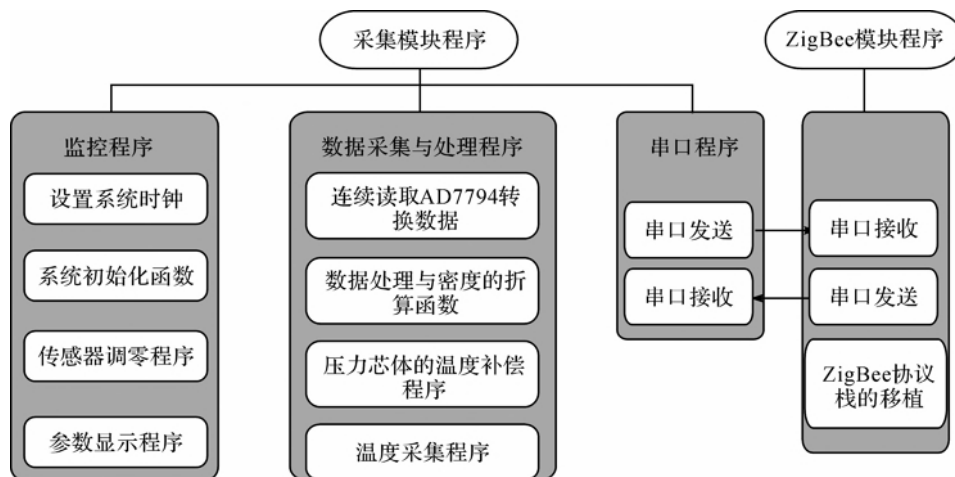 采集模块程序
ZigBee模块程序
监控程序
设置系统时钟
系统初始化函数
传感器调零程序
参数显示程序
数据采集与处理程序
连续读取AD7794转
换数据
数据处理与密度的折
算函数
压力芯体的温度补偿
程序
温度采集程序
串口程序
串口发送
串口接收
串口接收
串口发送
ZigBee协议
栈的移植